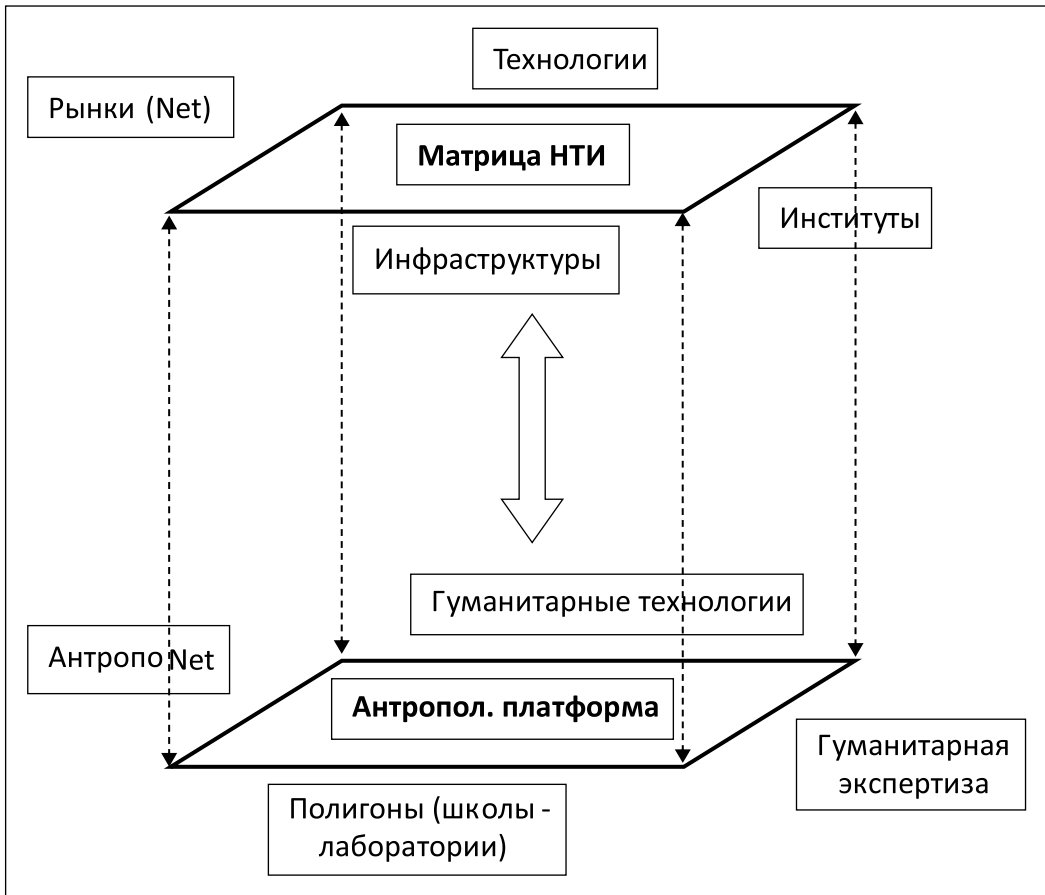 Технологии
Рынки (Net)
Матрица НТИ
Институты
Инфраструктуры
Гуманитарные технологии
Антропо Net
Антропол. платформа
Гуманитарная
экспертиза
Полигоны (школы -
лаборатории)